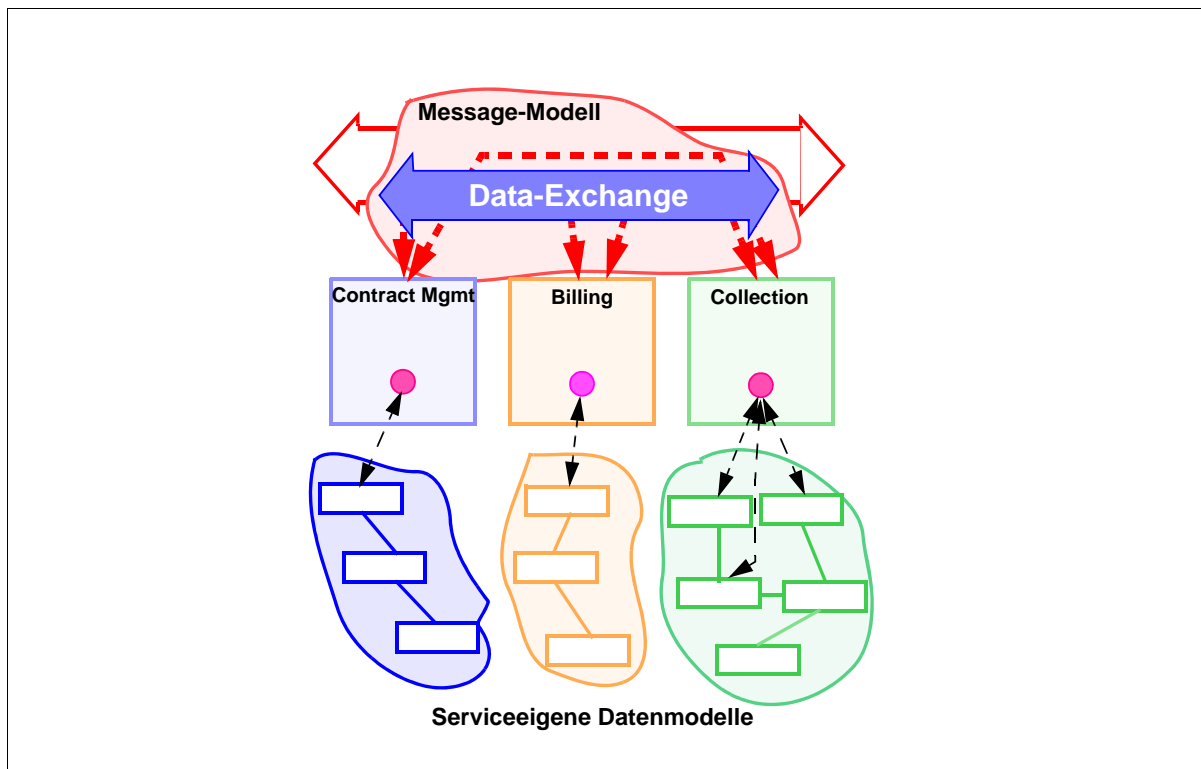 Message-Modell
Data-Exchange
Contract Mgmt
Billing
Collection
Serviceeigene Datenmodelle